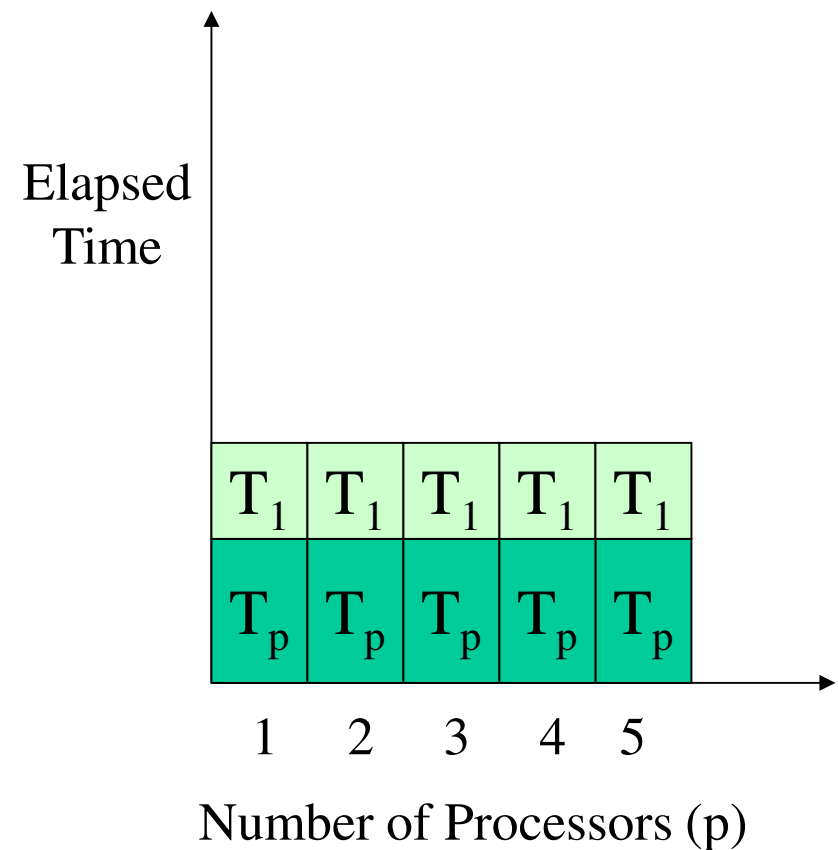 Elapsed
Time
T1 T1 T1 T1 T1
Tp Tp Tp Tp Tp
1 2 3 4 5
Number of Processors (p)